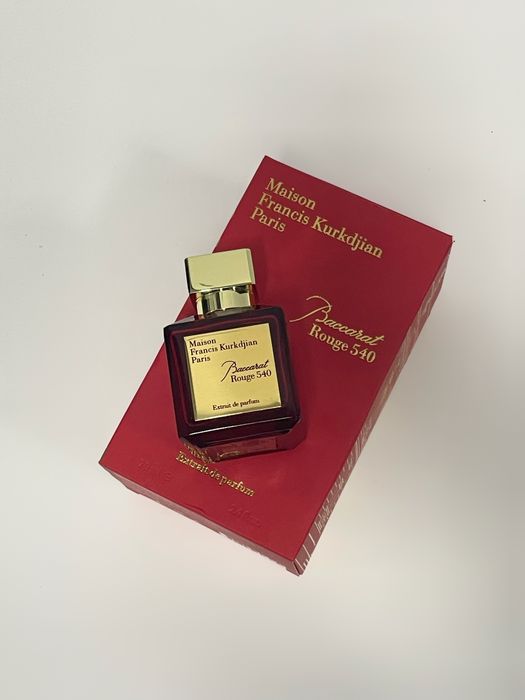 Maison
Francis Kurkdjian
Paris
Baccarat
Rouge 540
Maison
Francis Kurkdjian
Paris
Baccarat
Rouge 540
Extrait de parfum
Extrait de parfum